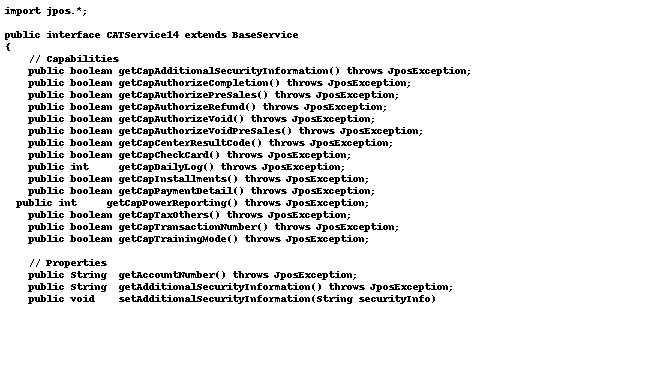 import jpos.*;

public interface CATService14 extends BaseService
{
    // Capabilities
    public boolean getCapAdditionalSecurityInformation() throws JposException;
    public boolean getCapAuthorizeCompletion() throws JposException;
    public boolean getCapAuthorizePreSales() throws JposException;
    public boolean getCapAuthorizeRefund() throws JposException;
    public boolean getCapAuthorizeVoid() throws JposException;
    public boolean getCapAuthorizeVoidPreSales() throws JposException;
    public boolean getCapCenterResultCode() throws JposException;
    public boolean getCapCheckCard() throws JposException;
    public int     getCapDailyLog() throws JposException;
    public boolean getCapInstallments() throws JposException;
    public boolean getCapPaymentDetail() throws JposException;
  public int     getCapPowerReporting() throws JposException;
    public boolean getCapTaxOthers() throws JposException;
    public boolean getCapTransactionNumber() throws JposException;
    public boolean getCapTrainingMode() throws JposException;

    // Properties
    public String  getAccountNumber() throws JposException;
    public String  getAdditionalSecurityInformation() throws JposException;
    public void    setAdditionalSecurityInformation(String securityInfo)